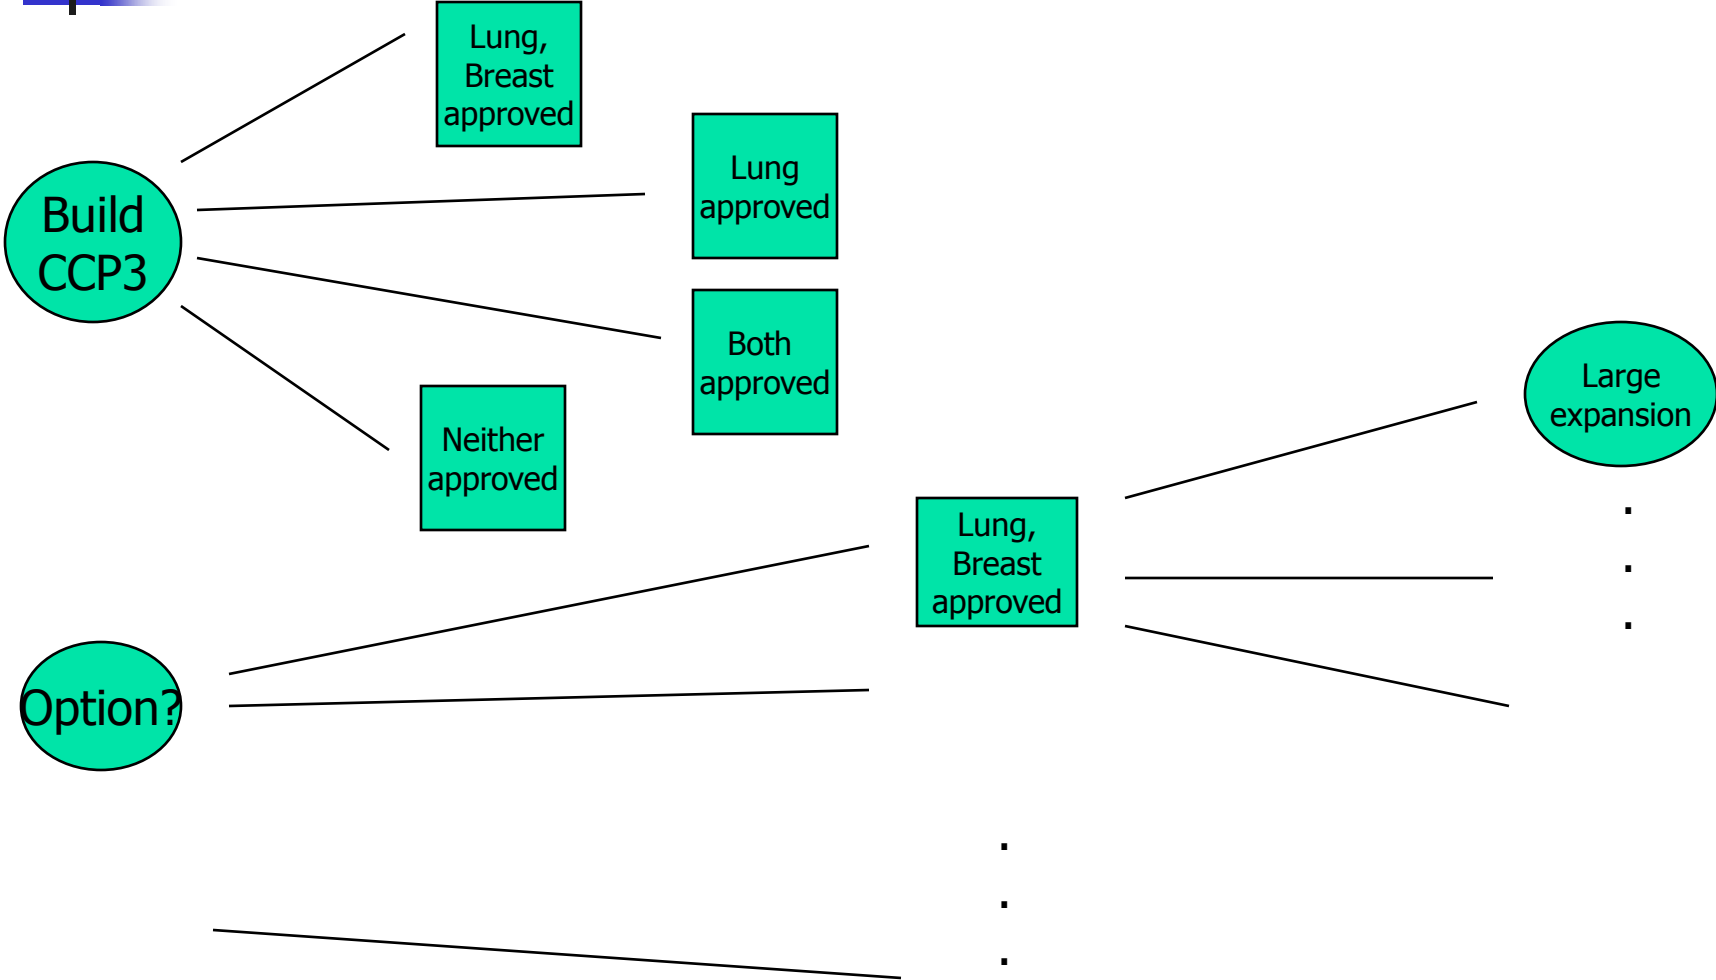 Lung,
Breast
approved
Lung
approved
Build
CCP3
Both
approved
Neither
approved
Large
expansion
Lung,
Breast
approved
.
.
.
Option?
.
.
.